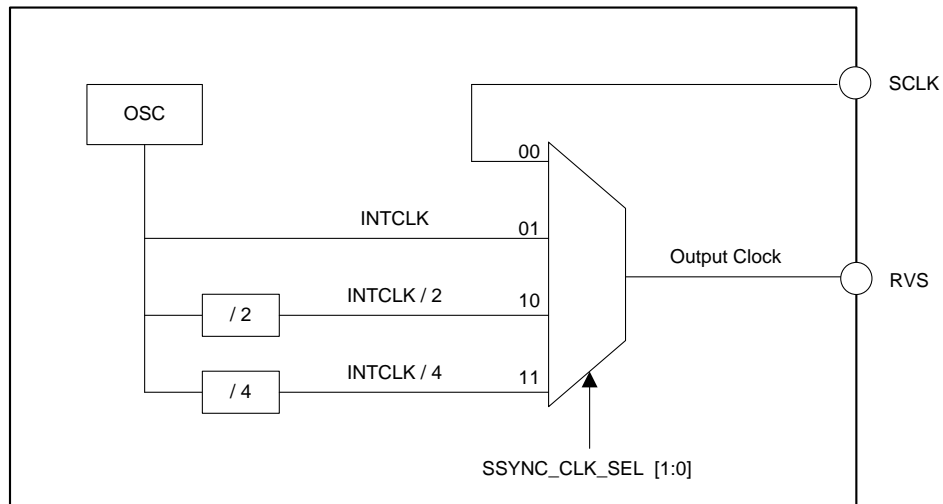 SCLK
OSC
00
INTCLK
01
Output Clock
RVS
INTCLK / 2
10
/ 2
INTCLK / 4
11
/ 4
SSYNC_CLK_SEL [1:0]